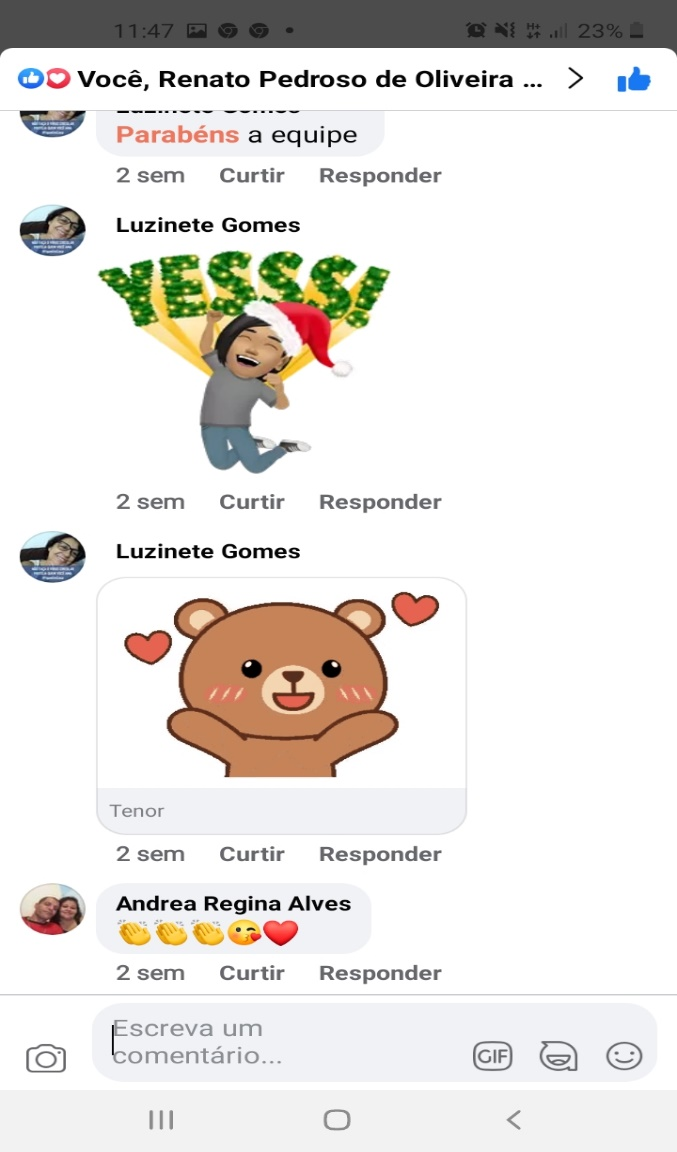 11:47
H+
23%
Você, Renato Pedroso de Oliveira ...
Luzinete Gomes
Parabéns a equipe
2 sem Curtir Responder
Luzinete Gomes
YESSS!
2 sem Curtir Responder
Luzinete Gomes
Tenor
2 sem Curtir Responder
Andrea Regina Alves
👏👏👏😘❤️
2 sem Curtir Responder
Escreva um
comentário...
GIF